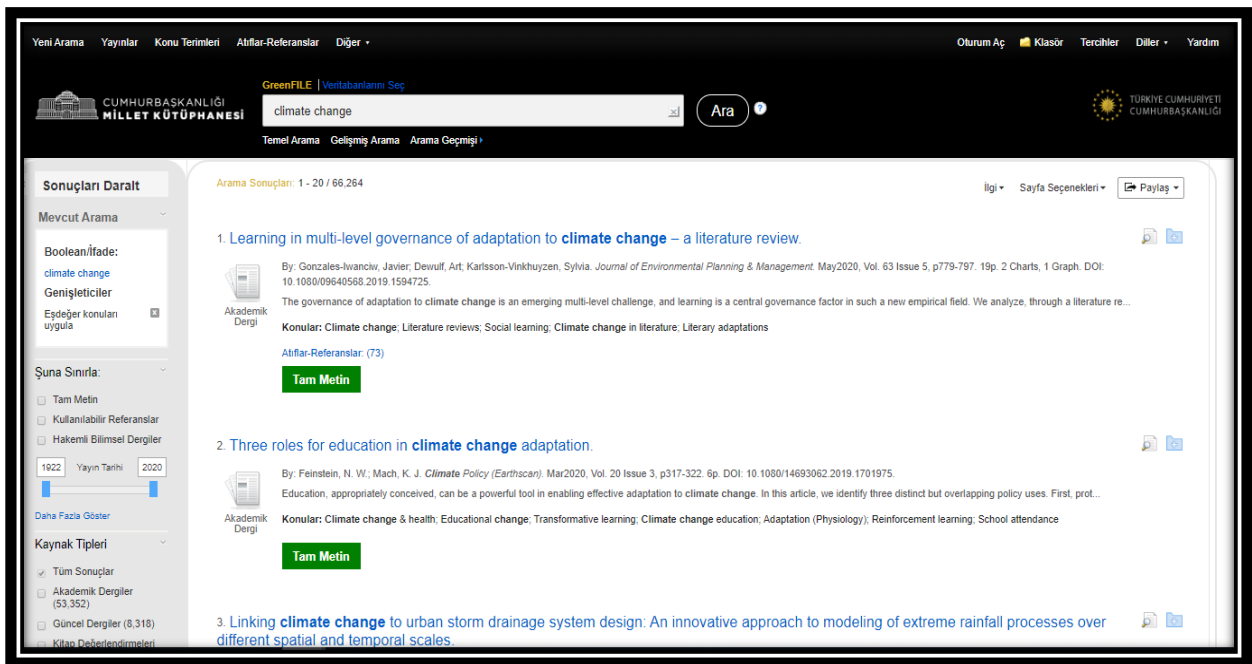 Yeni Arama Yayınlar Konu Terimleri Atıflar-Referanslar Diğer
Oturum Aç Klasör Tercihler Diller Yardım
CUMHURBAŞKANLIĞI
MİLLET KÜTÜPHANESİ
GreenFILE | Veritabanlarını Seç
climate change
Ara
?
Temel Arama Gelişmiş Arama Arama Geçmişi
TÜRKİYE CUMHURİYETİ
CUMHURBAŞKANLIĞI
Sonuçları Daralt
Mevcut Arama
Boolean/İfade:
climate change
Genişleticiler
Eşdeğer konuları
uygula
Şuna Sınırla:
Tam Metin
Kullanılabilir Referanslar
Hakemli Bilimsel Dergiler
1922 Yayın Tarihi 2020
Daha Fazla Göster
Kaynak Tipleri
Tüm Sonuçlar
Akademik Dergiler
(53,352)
Güncel Dergiler (8,318)
Kitap Değerlendirmeleri
Arama Sonuçları: 1 - 20 / 66,264
İlgi Sayfa Seçenekleri Paylaş
1. Learning in multi-level governance of adaptation to climate change – a literature review.
By: Gonzales-Iwanciw, Javier; Dewulf, Art; Karlsson-Vinkhuyzen, Sylvia. Journal of Environmental Planning & Management. May2020, Vol. 63 Issue 5, p779-797. 19p. 2 Charts, 1 Graph. DOI:
10.1080/09640568.2019.1594725.
The governance of adaptation to climate change is an emerging multi-level challenge, and learning is a central governance factor in such a new empirical field. We analyze, through a literature re...
Akademik
Dergi
Konular: Climate change; Literature reviews; Social learning; Climate change in literature; Literary adaptations
Atıflar-Referanslar: (73)
Tam Metin
2. Three roles for education in climate change adaptation.
By: Feinstein, N. W.; Mach, K. J. Climate Policy (Earthscan). Mar2020, Vol. 20 Issue 3, p317-322. 6p. DOI: 10.1080/14693062.2019.1701975.
Education, appropriately conceived, can be a powerful tool in enabling effective adaptation to climate change. In this article, we identify three distinct but overlapping policy uses. First, prot...
Akademik
Dergi
Konular: Climate change & health; Educational change; Transformative learning; Climate change education; Adaptation (Physiology); Reinforcement learning; School attendance
Tam Metin
3. Linking climate change to urban storm drainage system design: An innovative approach to modeling of extreme rainfall processes over
different spatial and temporal scales.